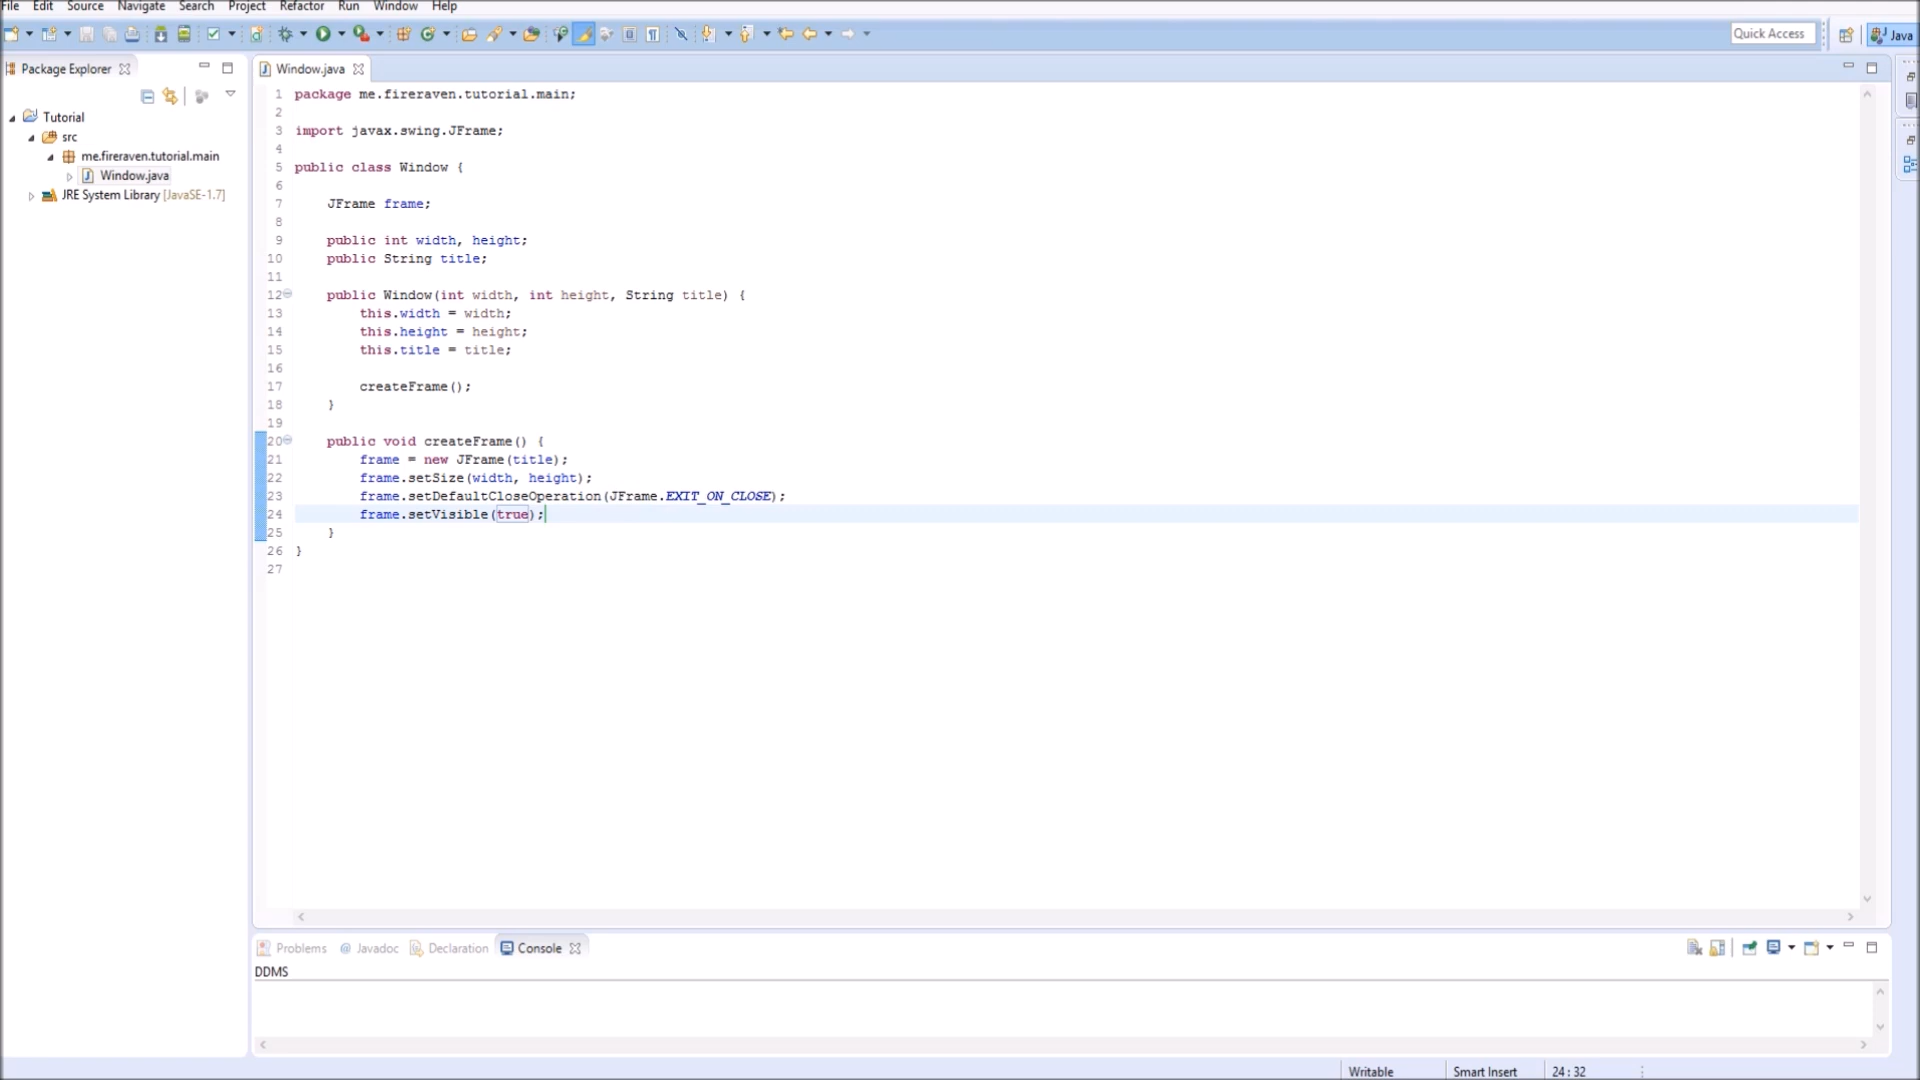 File Edit Source Navigate Search Project Refactor Run Window Help
Quick Access
Java
Package Explorer
Window.java
Tutorial
src
me.fireraven.tutorial.main
Window.java
JRE System Library [JavaSE-1.7]
1 package me.fireraven.tutorial.main;
2
3 import javax.swing.JFrame;
4
5 public class Window {
6
7 JFrame frame;
8
9 public int width, height;
10 public String title;
11
12 public Window(int width, int height, String title) {
13 this.width = width;
14 this.height = height;
15 this.title = title;
16
17 createFrame();
18 }
19
20 public void createFrame() {
21 frame = new JFrame(title);
22 frame.setSize(width, height);
23 frame.setDefaultCloseOperation(JFrame.EXIT_ON_CLOSE);
24 frame.setVisible(true);
25 }
26 }
27
Problems @ Javadoc Declaration Console
DDMS
Writable Smart Insert 24 : 32